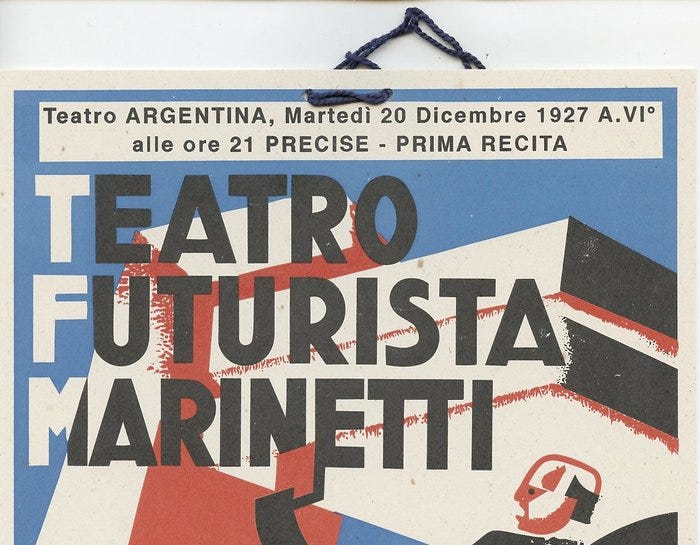 Teatro ARGENTINA, Martedì 20 Dicembre 1927 A.VI°
alle ore 21 PRECISE - PRIMA RECITA
TEATRO
FUTURISTA
MARINETTI